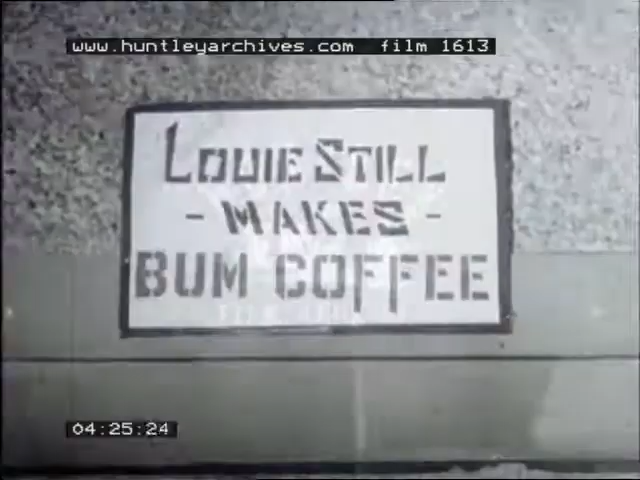 www.huntleyarchives.com film 1613
LOUIE STILL
- MAKES -
BUM COFFEE
04:25:24